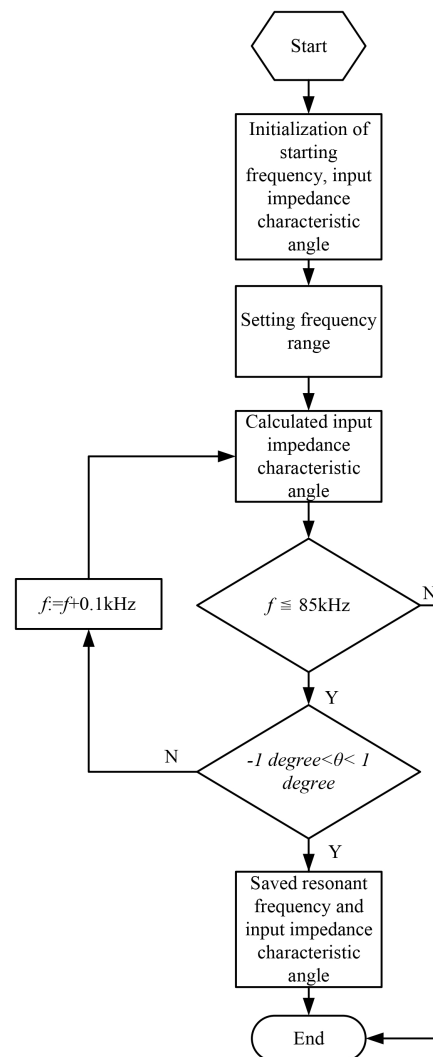 Start
Initialization of
starting
frequency, input
impedance
characteristic
angle
Setting frequency
range
Calculated input
impedance
characteristic
angle
f:=f+0.1kHz
f ≦ 85kHz
N
Y
-1 degree<θ< 1
degree
N
Y
Saved resonant
frequency and
input impedance
characteristic
angle
End